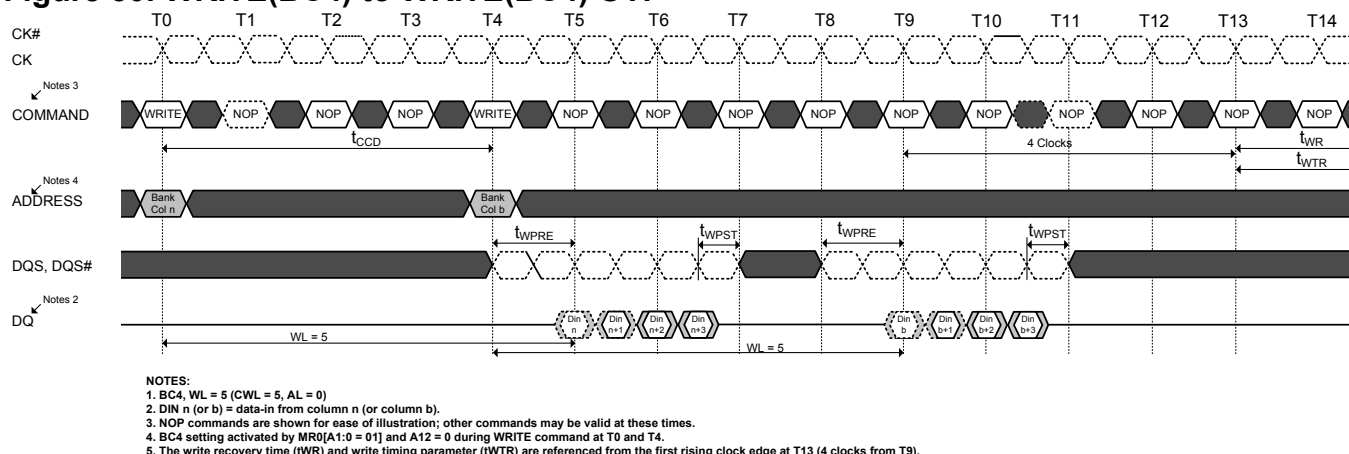 T0 T1 T2 T3 T4 T5 T6 T7 T8 T9 T10 T11 T12 T13 T14
CK#
CK
Notes 3
COMMAND
WRITE NOP NOP NOP WRITE NOP NOP NOP NOP NOP NOP NOP NOP NOP NOP
tCCD
4 Clocks
tWR
tWTR
Notes 4
ADDRESS
Bank Bank
Col n Col b
tWPRE tWPST tWPRE tWPST
DQS, DQS#
Notes 2
DQ
Din Din Din Din Din Din Din Din
n n+1 n+2 n+3 b b+1 b+2 b+3
WL = 5
WL = 5
NOTES:
1. BC4, WL = 5 (CWL = 5, AL = 0)
2. DIN n (or b) = data-in from column n (or column b).
3. NOP commands are shown for ease of illustration; other commands may be valid at these times.
4. BC4 setting activated by MR0[A1:0 = 01] and A12 = 0 during WRITE command at T0 and T4.
5. The write recovery time (tWR) and write timing parameter (tWTR) are referenced from the first rising clock edge at T13 (4 clocks from T9).